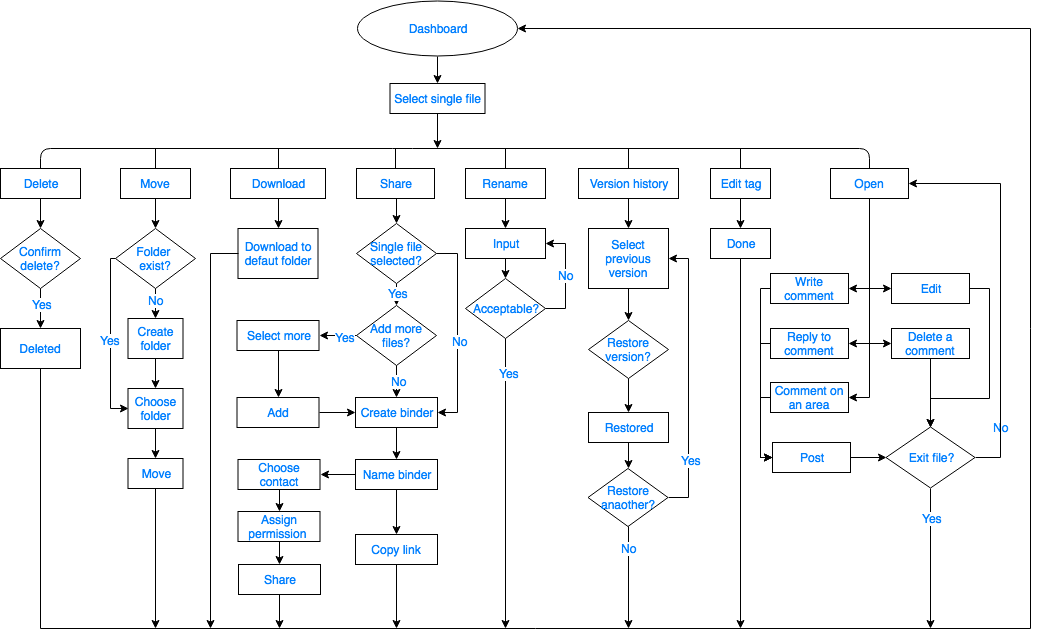 Dashboard
Select single file
Delete
Move
Download
Share
Rename
Version history
Edit tag
Open
Confirm
delete?
Folder
exist?
Download to
defaut folder
Single file
selected?
Input
Select
previous
version
Done
No
Write
comment
Edit
Yes
No
Yes
Acceptable?
Deleted
Yes
Create
folder
Select more
Yes
Add more
files?
No
Restore
version?
Reply to
comment
Delete a
comment
Yes
No
Choose
folder
Add
Create binder
Restored
Comment on
an area
No
Move
Choose
contact
Name binder
Yes
Post
Exit file?
Restore
anaother?
Assign
permission
Yes
Copy link
No
Share